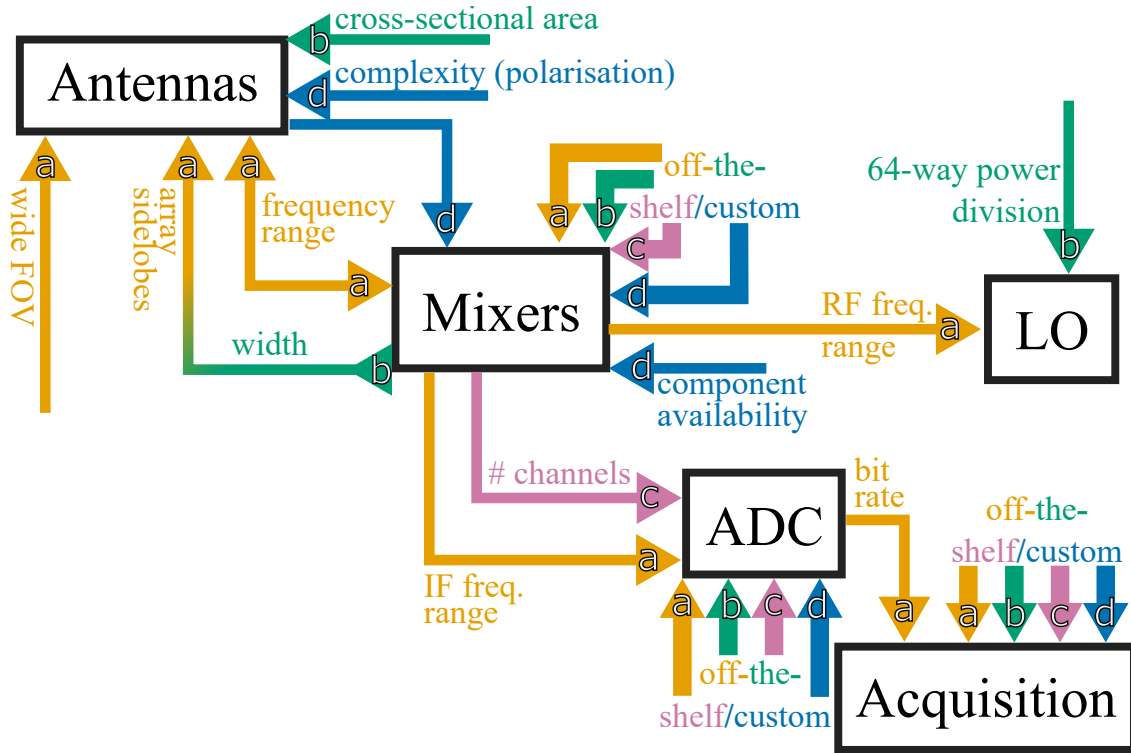 cross-sectional area
b
Antennas
complexity (polarisation)
d
a
a
a
wide FOV
array
sidelobes
frequency
range
a
d
off-the-
shelf/custom
a
b
c
d
64-way power
division
b
Mixers
RF freq.
range
a
LO
width
b
d
component
availability
# channels
c
bit
rate
ADC
off-the-
shelf/custom
IF freq.
range
a
a
b
c
d
a
a
b
c
d
off-the-
shelf/custom
Acquisition